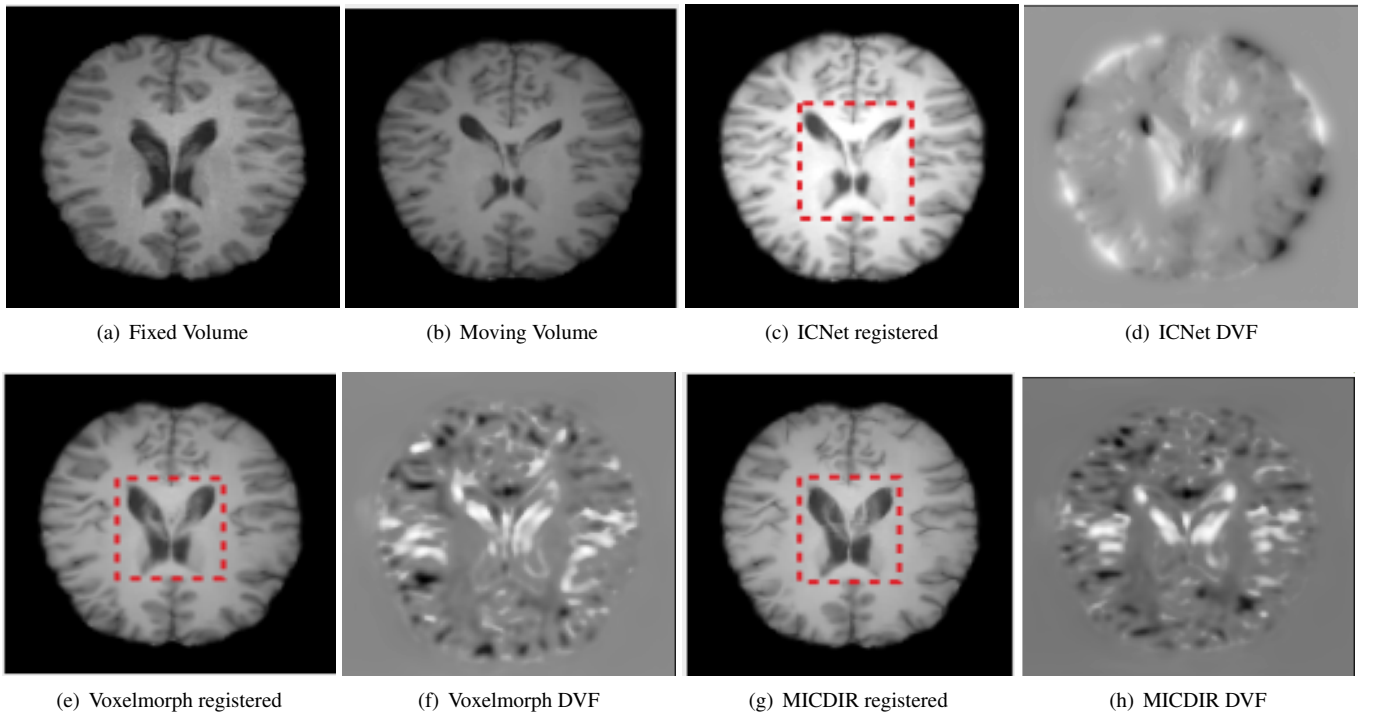 (a) Fixed Volume
(b) Moving Volume
(c) ICNet registered
(d) ICNet DVF
(e) Voxelmorph registered
(f) Voxelmorph DVF
(g) MICDIR registered
(h) MICDIR DVF